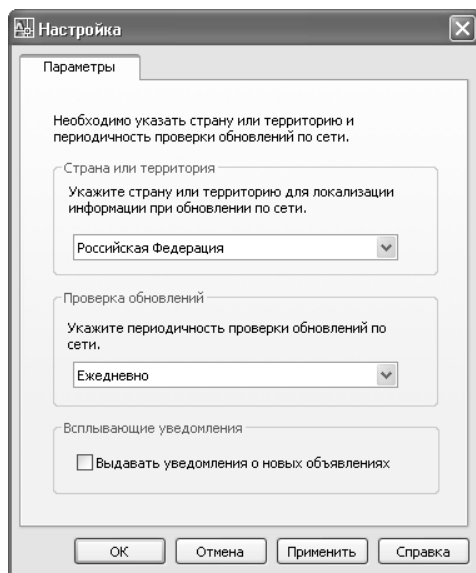 Настройка
Параметры
Необходимо указать страну или территорию и
периодичность проверки обновлений по сети.
Страна или территория
Укажите страну или территорию для локализации
информации при обновлении по сети.
Российская Федерация
Проверка обновлений
Укажите периодичность проверки обновлений по
сети.
Ежедневно
Всплывающие уведомления
Выдавать уведомления о новых объявлениях
ОК
Отмена
Применить
Справка